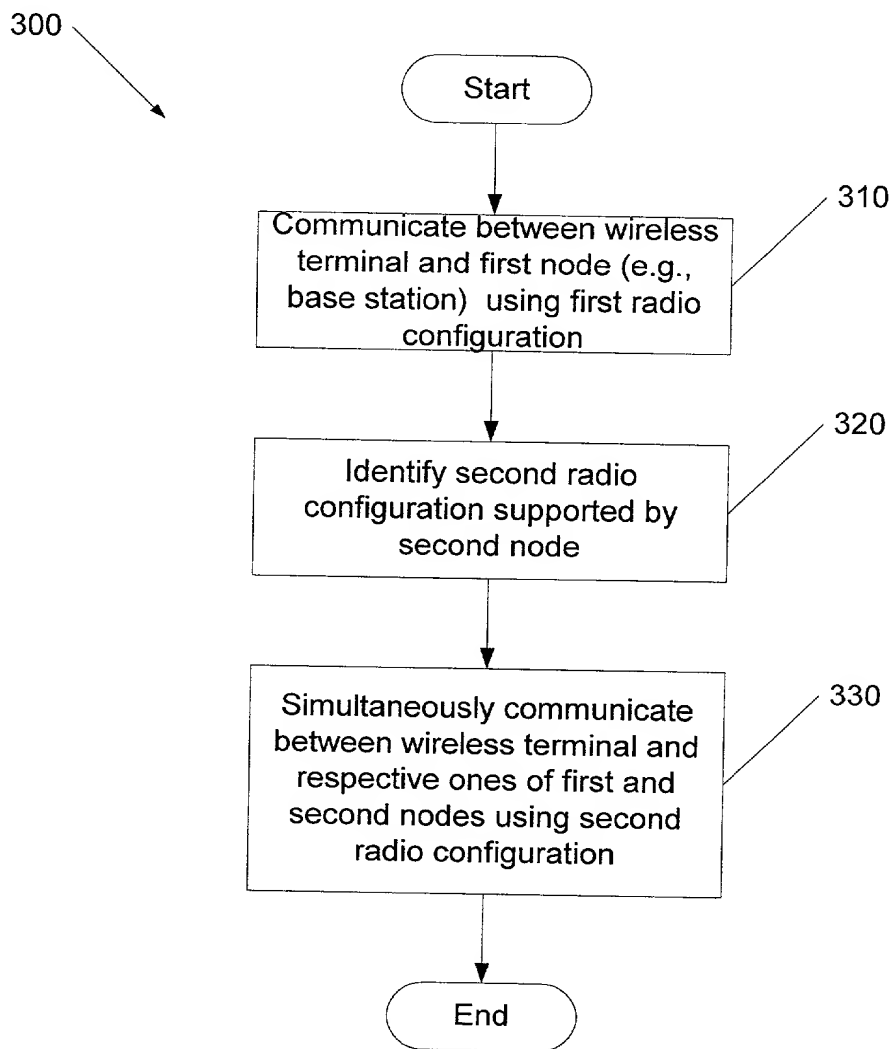 300
Start
310
Communicate between wireless
terminal and first node (e.g.,
base station) using first radio
configuration
320
Identify second radio
configuration supported by
second node
330
Simultaneously communicate
between wireless terminal and
respective ones of first and
second nodes using second
radio configuration
End